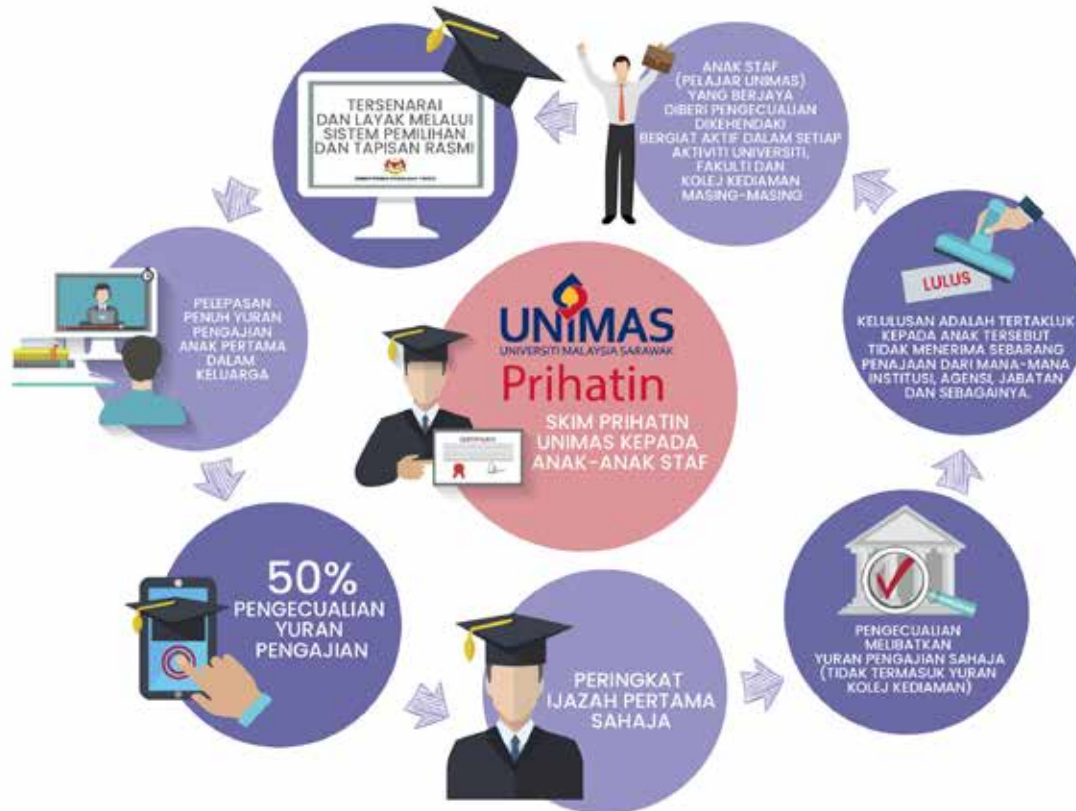 TERSENARAI
DAN LAYAK MELALUI
SISTEM PEMILIHAN
DAN TAPISAN RASMI
ANAK STAF
(PELAJAR UNIMAS)
YANG BERJAYA
DIBERI PENGECUALIAN
DIKEHENDAKI
BERGIAT AKTIF DALAM SETIAP
AKTIVITI UNIVERSITI,
FAKULTI DAN
KOLEJ KEDIAMAN
MASING-MASING
PELEPASAN
PENUH YURAN
PENGAJIAN
ANAK PERTAMA
DALAM
KELUARGA
UNIMAS
UNIVERSITI MALAYSIA SARAWAK
Prihatin
SKIM PRIHATIN
UNIMAS KEPADA
ANAK-ANAK STAF
LULUS
KELULUSAN ADALAH TERTAKLUK
KEPADA ANAK TERSEBUT
TIDAK MENERIMA SEBARANG
PENAJAAN DARI MANA-MANA
INSTITUSI, AGENSI, JABATAN
DAN SEBAGAINYA.
50%
PENGECUALIAN
YURAN
PENGAJIAN
PERINGKAT
IJAZAH PERTAMA
SAHAJA
PENGECUALIAN
MELIBATKAN
YURAN PENGAJIAN SAHAJA
(TIDAK TERMASUK YURAN
KOLEJ KEDIAMAN)